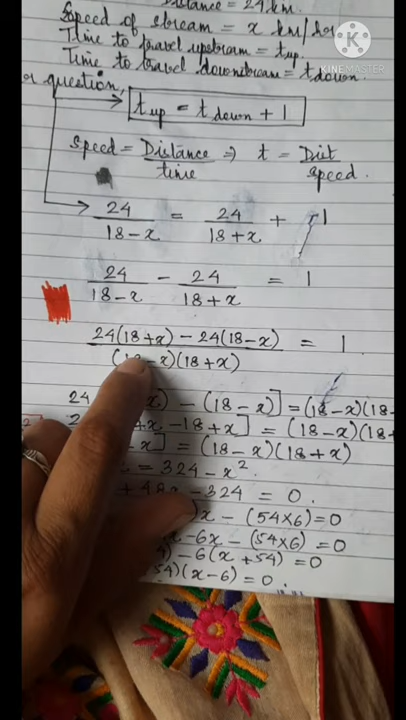 Distance = 24 km.
Speed of stream = x km/hr
Time to travel upstream = tup.
Time to travel downstream = tdown.
question,
tup = tdown + 1
Speed = Distance/time ⇒ t = Dist/speed.
24/(18-x) = 24/(18+x) + 1
24/(18-x) - 24/(18+x) = 1
24(18+x) - 24(18-x) = 1
(18-x)(18+x)
24 x) - (18-x)] = (18-x)(18-
+x -18+x] = (18-x)(18+
x] = (18-x)(18+x)
x = 324 - x²
+ 48x - 324 = 0.
)x - (54×6) = 0
x - 6x - (54×6) = 0
) - 6(x+54) = 0
54)(x-6) = 0.
KINEMASTER